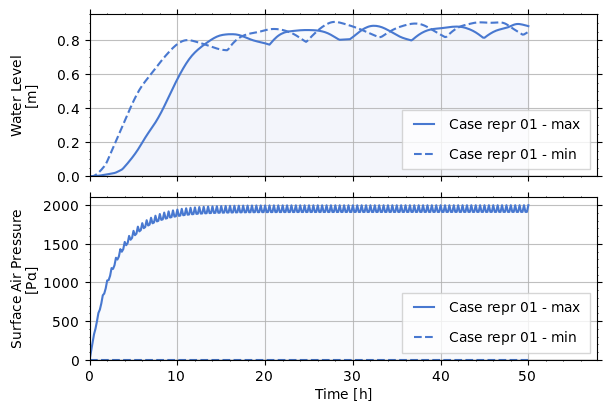 0.8
0.6
0.4
0.2
0.0
Water Level
[m]
Case repr 01 - max
Case repr 01 - min
2000
1500
1000
500
0
Surface Air Pressure
[Pa]
Case repr 01 - max
Case repr 01 - min
0 10 20 30 40 50
Time [h]